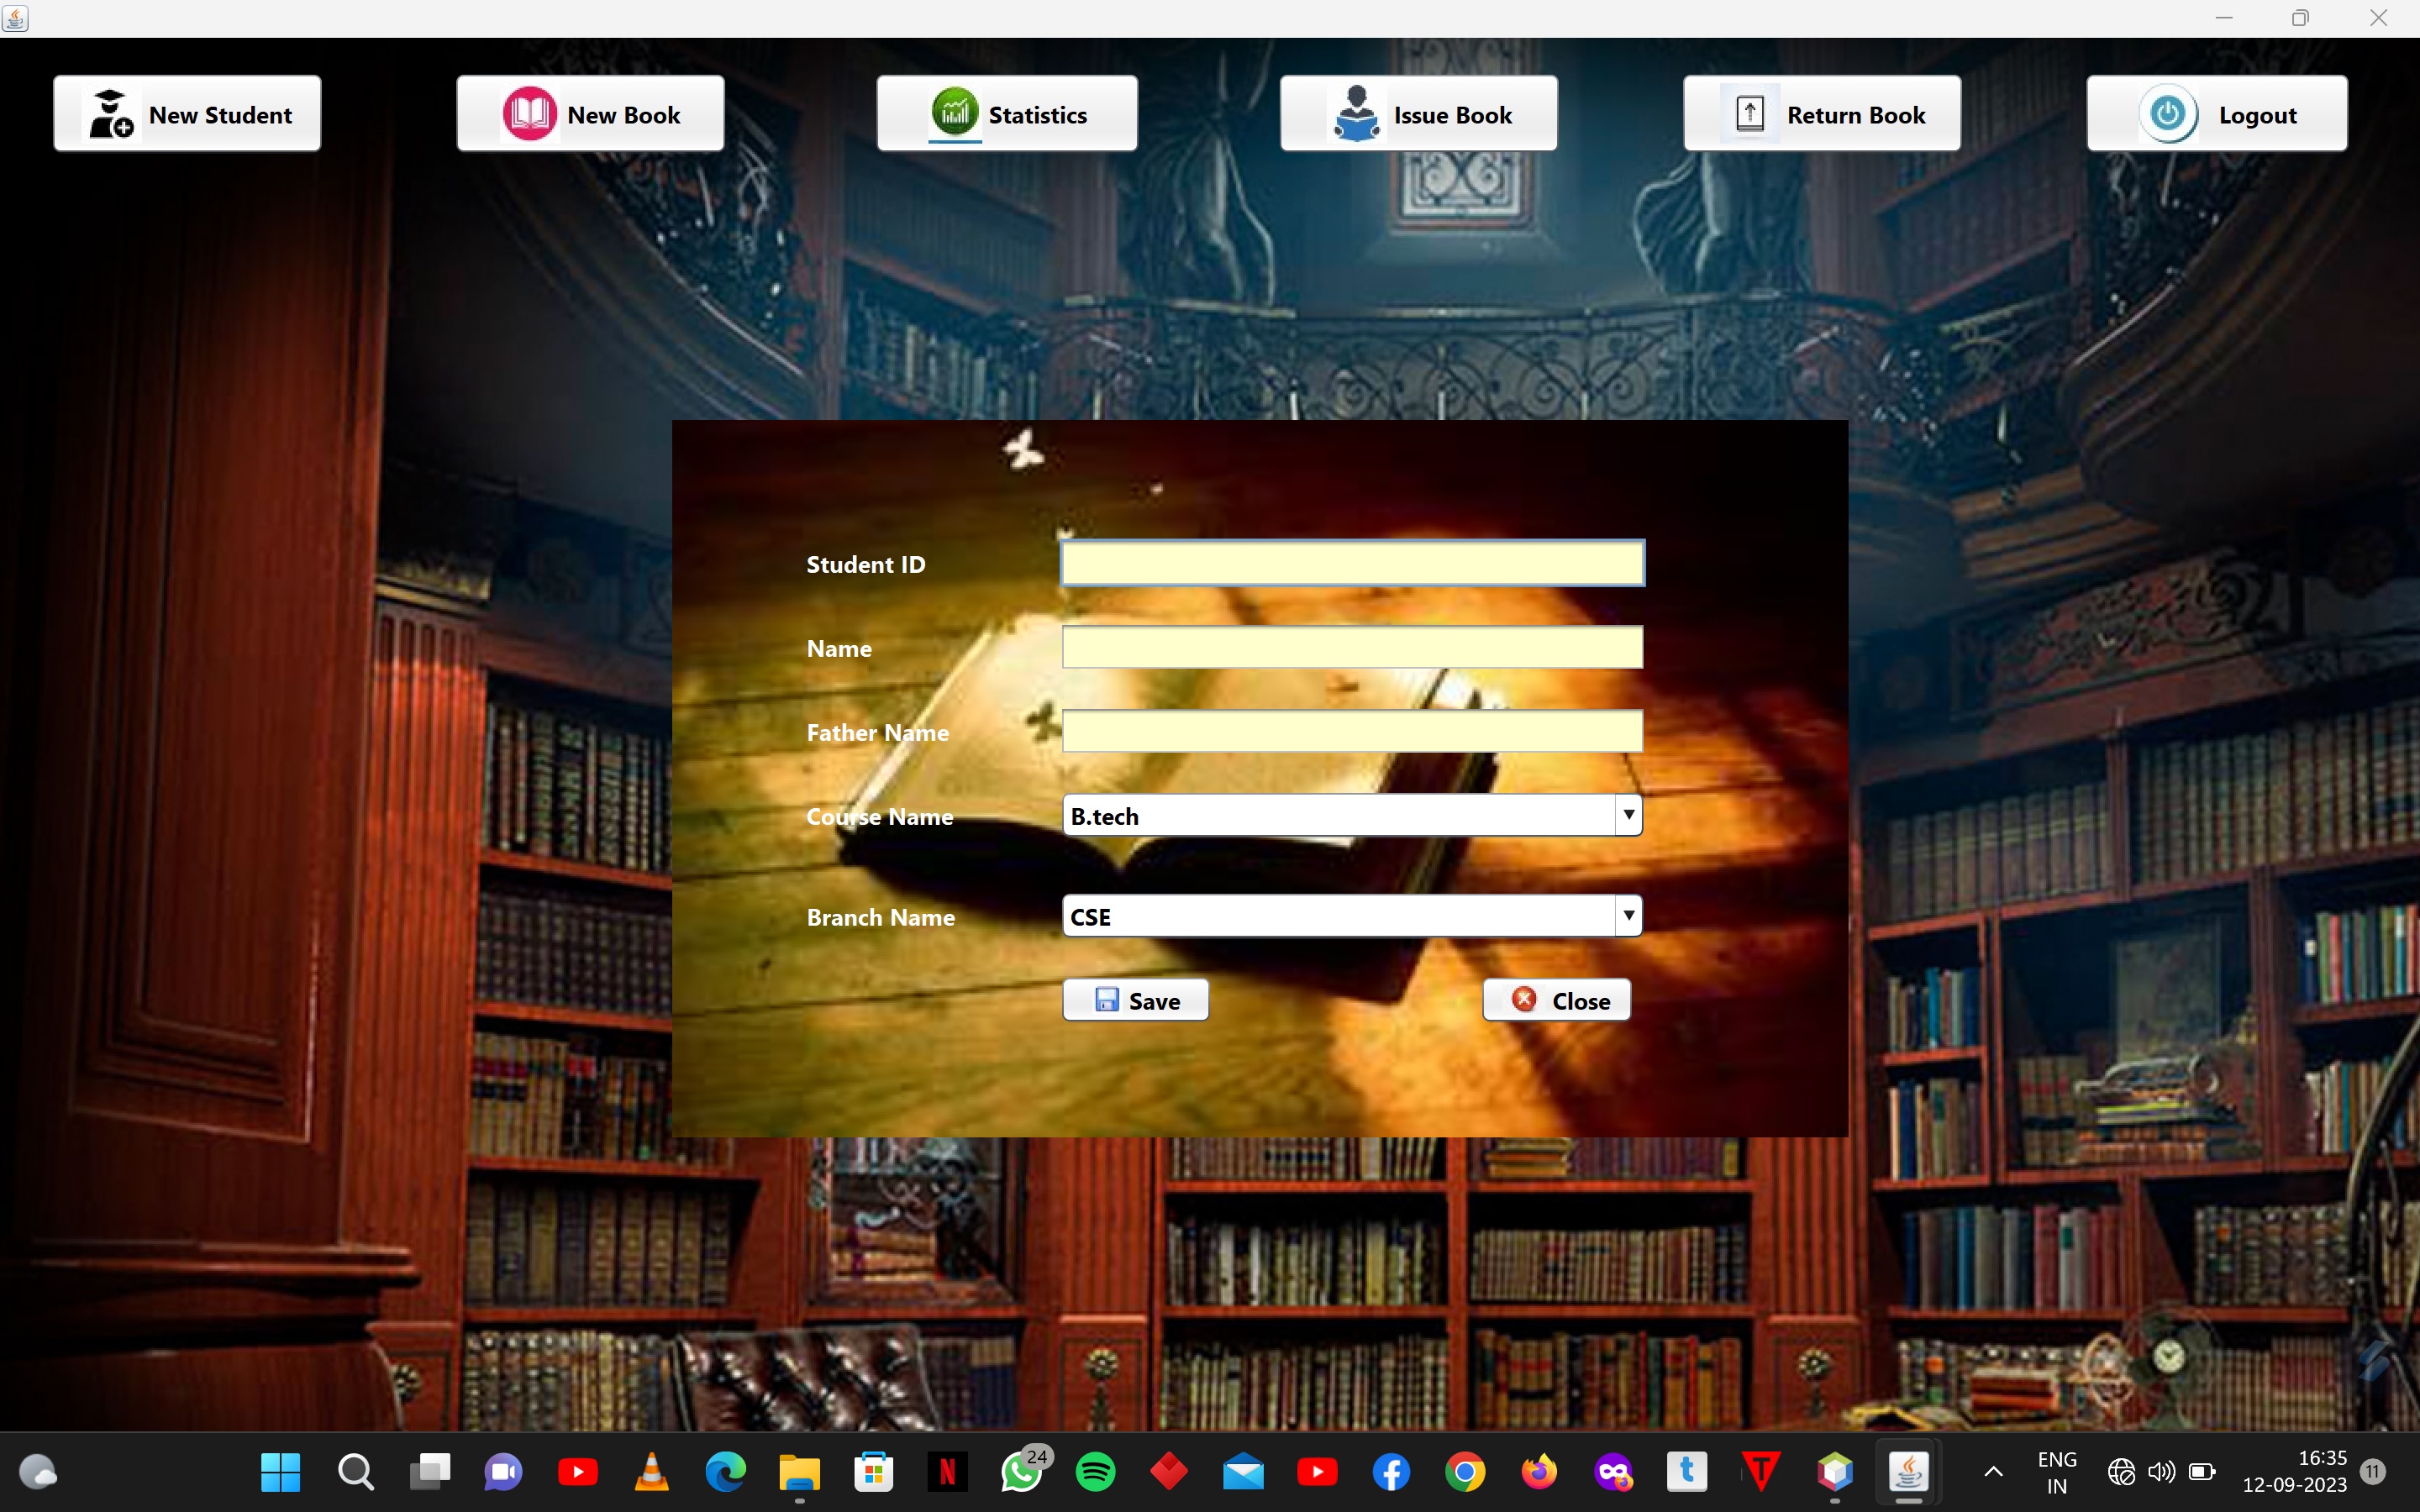 New Student
New Book
Statistics
Issue Book
Return Book
Logout
Student ID
Name
Father Name
Course Name
B.tech
Branch Name
CSE
Save
Close
N
24
t
T
ENG
IN
16:35
12-09-2023
11